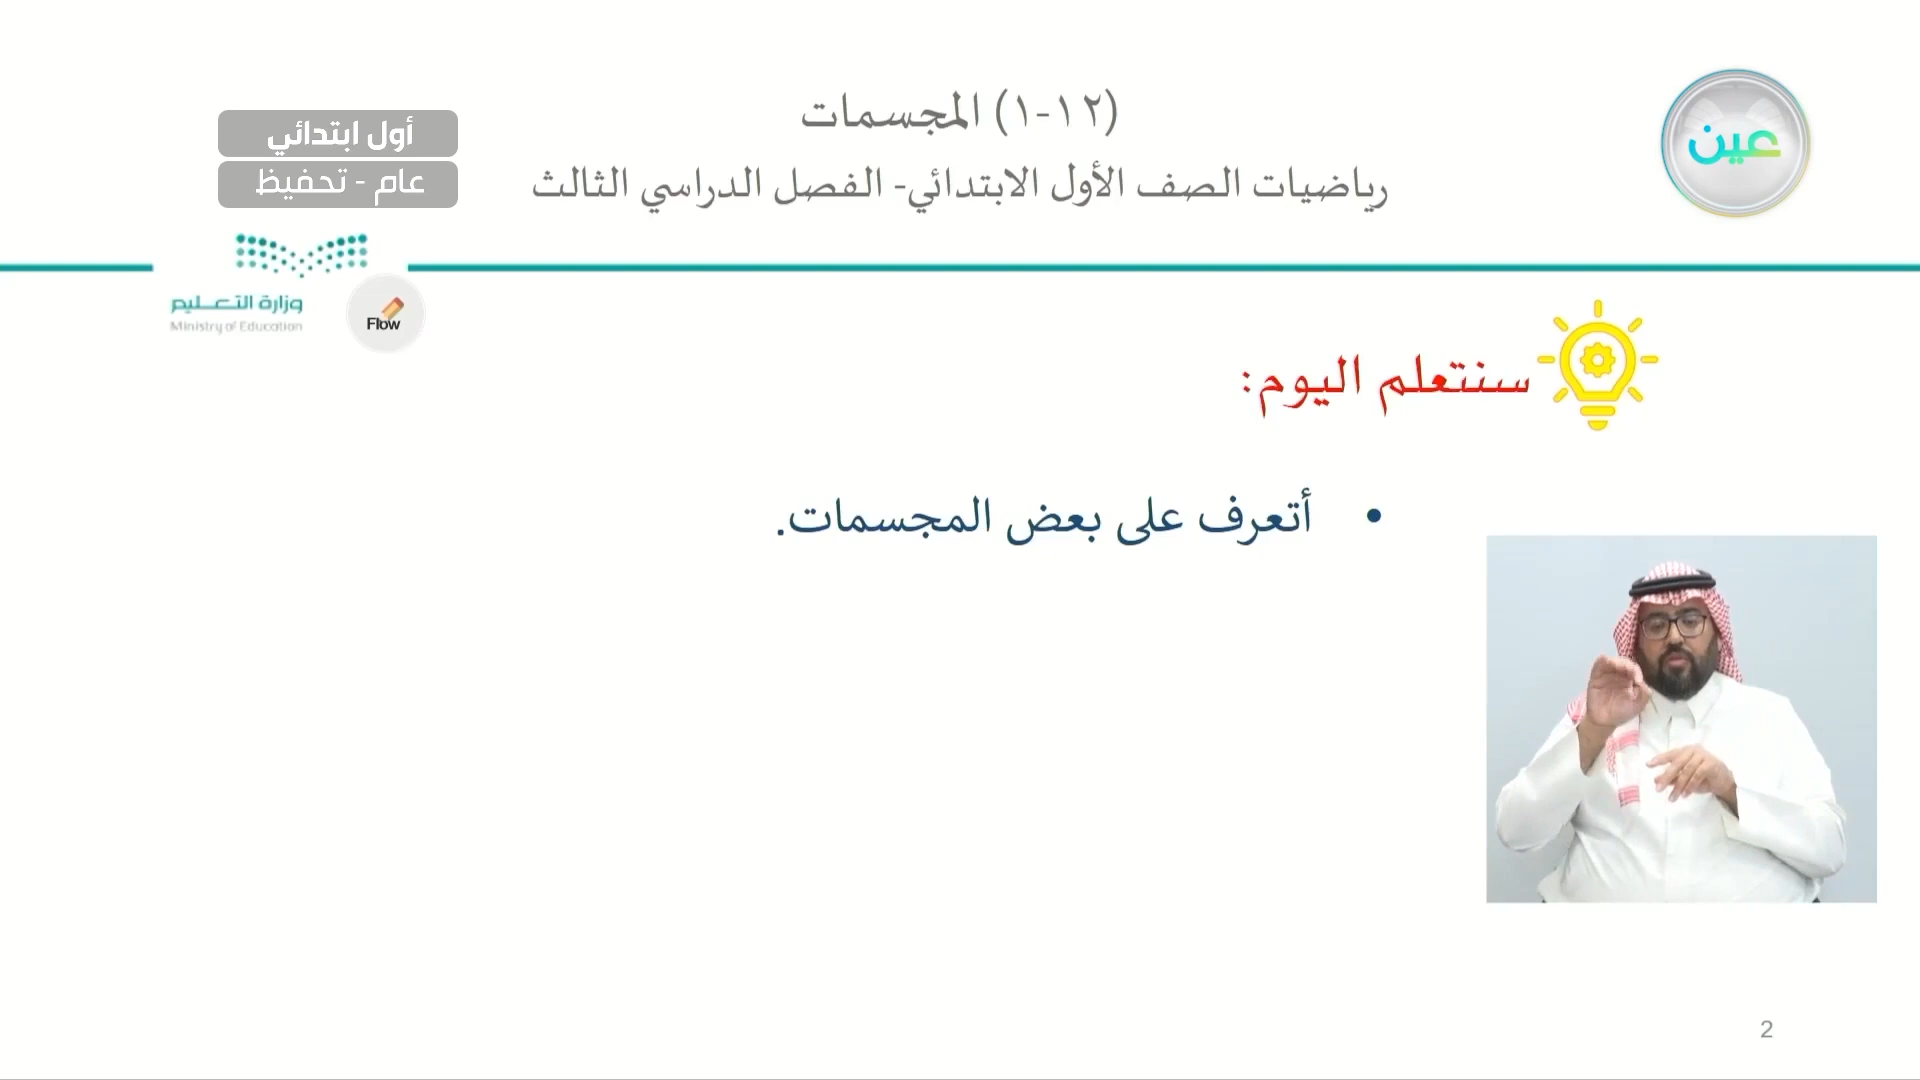 (١٢-١) المجسمات
رياضيات الصف الأول الابتدائي- الفصل الدراسي الثالث
عين
أول ابتدائي
عام - تحفيظ
وزارة التعليم
Ministry of Education
Flow
سنتعلم اليوم:
• أتعرف على بعض المجسمات.
2